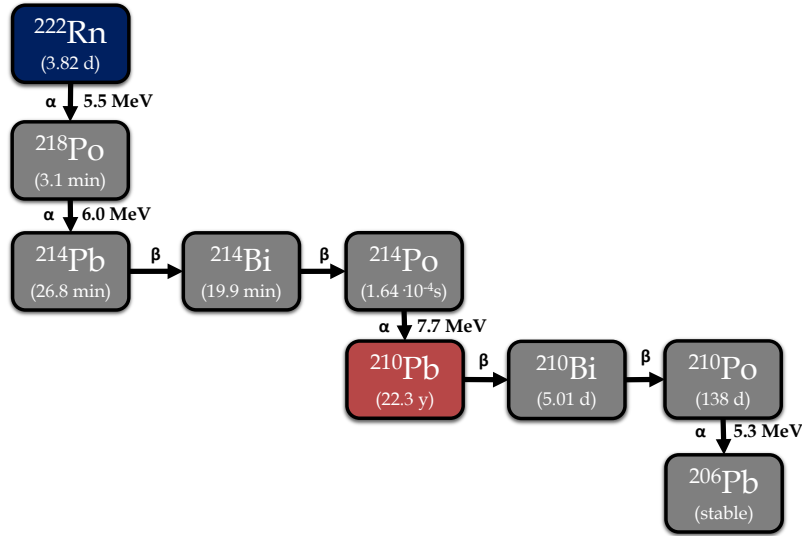 ²²²Rn
(3.82 d)
α 5.5 MeV
²¹⁸Po
(3.1 min)
α 6.0 MeV
²¹⁴Pb
(26.8 min)
β
²¹⁴Bi
(19.9 min)
β
²¹⁴Po
(1.64 ·10⁻⁴s)
α 7.7 MeV
²¹⁰Pb
(22.3 y)
β
²¹⁰Bi
(5.01 d)
β
²¹⁰Po
(138 d)
α 5.3 MeV
²⁰⁶Pb
(stable)